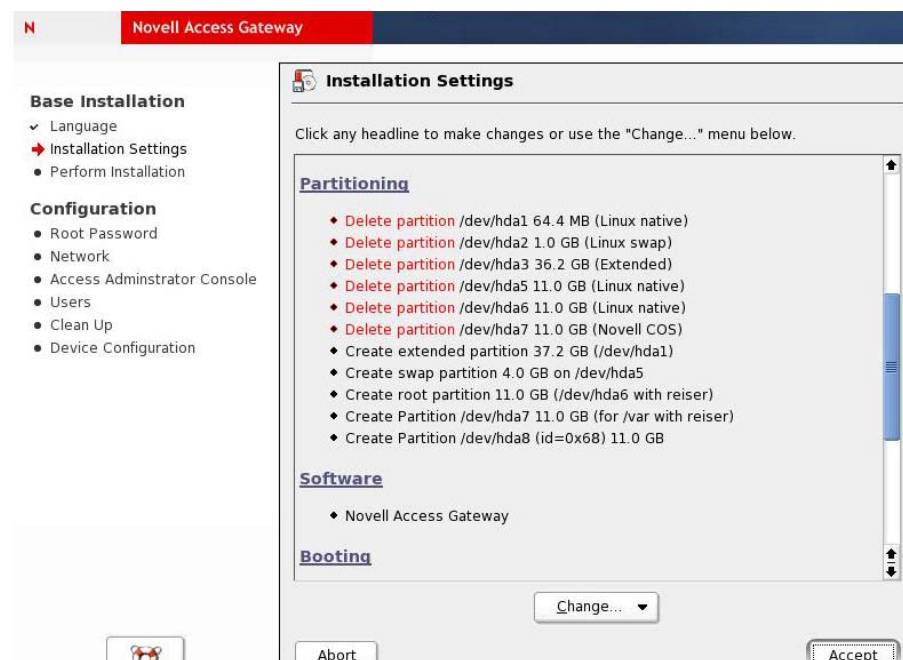 N
Novell Access Gateway
Base Installation
Language
Installation Settings
Perform Installation
Configuration
Root Password
Network
Access Adminstrator Console
Users
Clean Up
Device Configuration
Installation Settings
Click any headline to make changes or use the "Change..." menu below.
Partitioning
Delete partition /dev/hda1 64.4 MB (Linux native)
Delete partition /dev/hda2 1.0 GB (Linux swap)
Delete partition /dev/hda3 36.2 GB (Extended)
Delete partition /dev/hda5 11.0 GB (Linux native)
Delete partition /dev/hda6 11.0 GB (Linux native)
Delete partition /dev/hda7 11.0 GB (Novell COS)
Create extended partition 37.2 GB (/dev/hda1)
Create swap partition 4.0 GB on /dev/hda5
Create root partition 11.0 GB (/dev/hda6 with reiser)
Create Partition /dev/hda7 11.0 GB (for /var with reiser)
Create Partition /dev/hda8 (id=0x68) 11.0 GB
Software
Novell Access Gateway
Booting
Change...
Abort
Accept